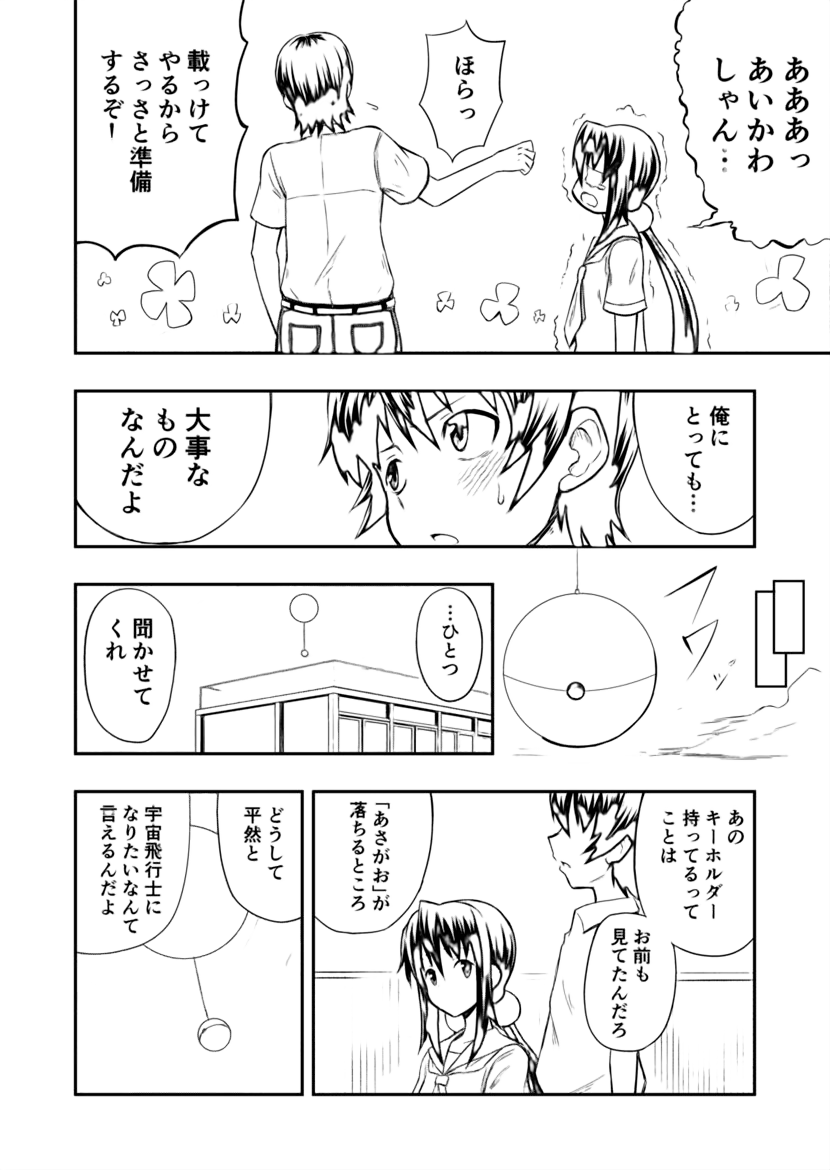 あああっ
あいかわ
しゃん…
ほらっ
載っけて
やるから
さっさと準備
するぞ！
俺に
とっても…
大事な
もの
なんだよ
…ひとつ
聞かせて
くれ
あの
キーホルダー
持ってるって
ことは
お前も
見てたんだろ
「あさがお」が
落ちるところ
どうして
平然と
宇宙飛行士に
なりたいなんて
言えるんだよ